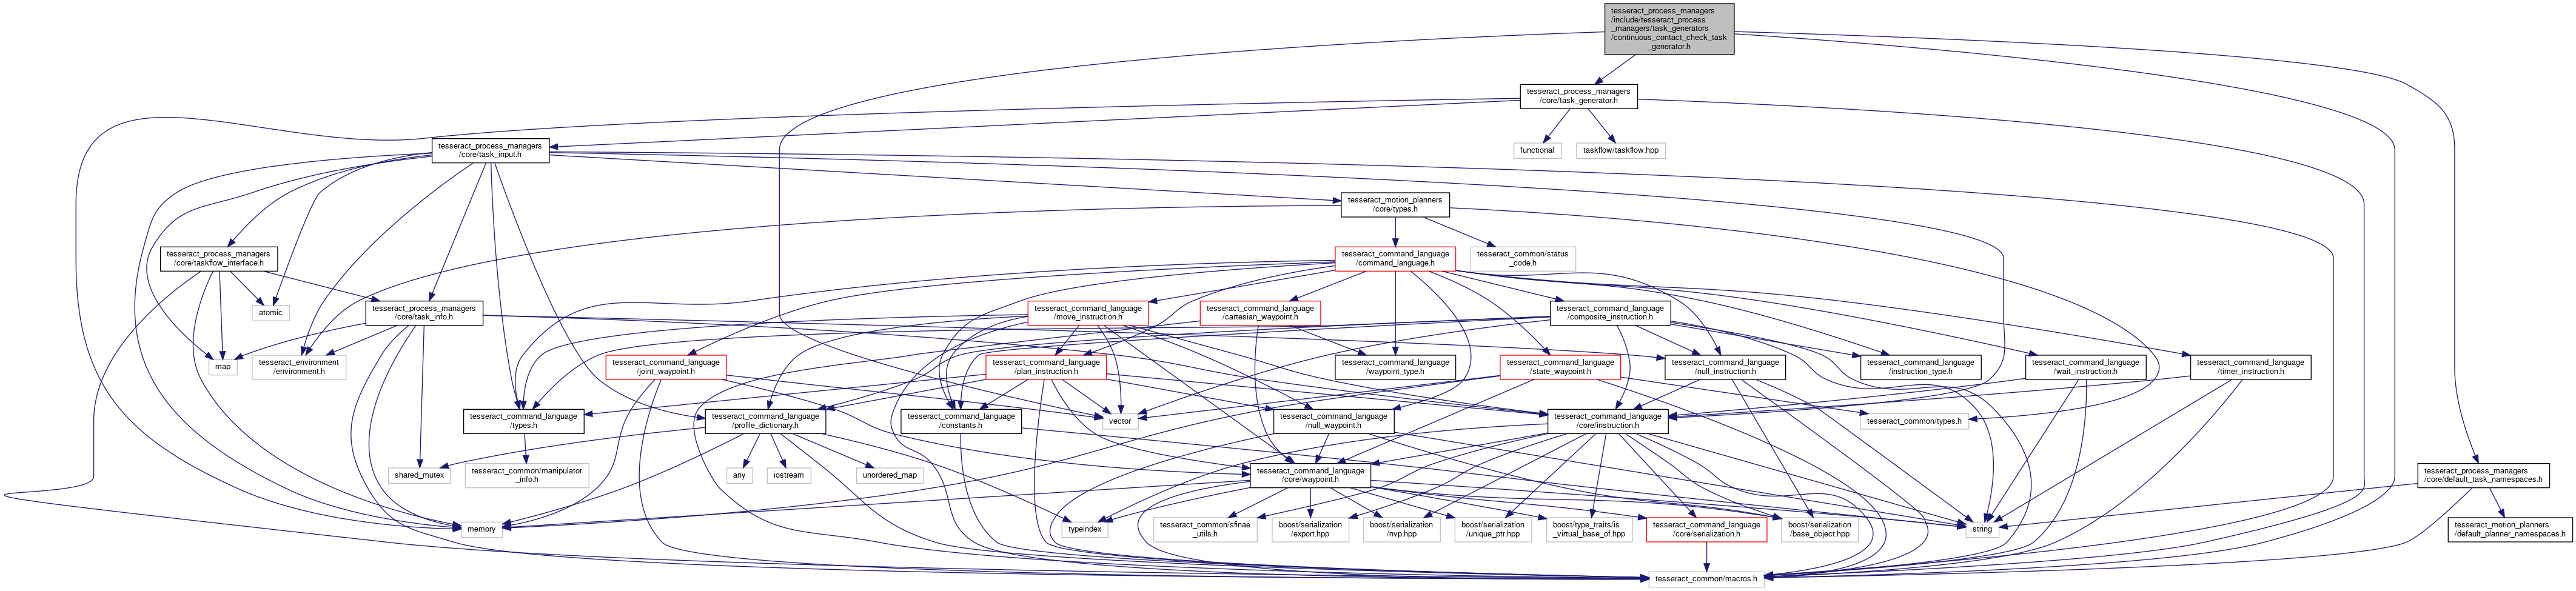 tesseract_process_managers
/include/tesseract_process
_managers/task_generators
/continuous_contact_check_task
_generator.h
tesseract_process_managers
/core/task_generator.h
tesseract_process_managers
/core/task_input.h
functional
taskflow/taskflow.hpp
tesseract_motion_planners
/core/types.h
tesseract_process_managers
/core/taskflow_interface.h
tesseract_command_language
/command_language.h
tesseract_common/status
_code.h
atomic
tesseract_process_managers
/core/task_info.h
tesseract_command_language
/move_instruction.h
tesseract_command_language
/cartesian_waypoint.h
tesseract_command_language
/composite_instruction.h
map
tesseract_environment
/environment.h
tesseract_command_language
/joint_waypoint.h
tesseract_command_language
/plan_instruction.h
tesseract_command_language
/waypoint_type.h
tesseract_command_language
/state_waypoint.h
tesseract_command_language
/null_instruction.h
tesseract_command_language
/instruction_type.h
tesseract_command_language
/wait_instruction.h
tesseract_command_language
/timer_instruction.h
tesseract_command_language
/types.h
tesseract_command_language
/profile_dictionary.h
tesseract_command_language
/constants.h
vector
tesseract_command_language
/null_waypoint.h
tesseract_command_language
/core/instruction.h
tesseract_common/types.h
shared_mutex
tesseract_common/manipulator
_info.h
any
iostream
unordered_map
tesseract_command_language
/core/waypoint.h
tesseract_process_managers
/core/default_task_namespaces.h
memory
typeindex
tesseract_common/sfinae
_utils.h
boost/serialization
/export.hpp
boost/serialization
/nvp.hpp
boost/serialization
/unique_ptr.hpp
boost/type_traits/is
_virtual_base_of.hpp
tesseract_command_language
/core/serialization.h
boost/serialization
/base_object.hpp
string
tesseract_motion_planners
/default_planner_namespaces.h
tesseract_common/macros.h